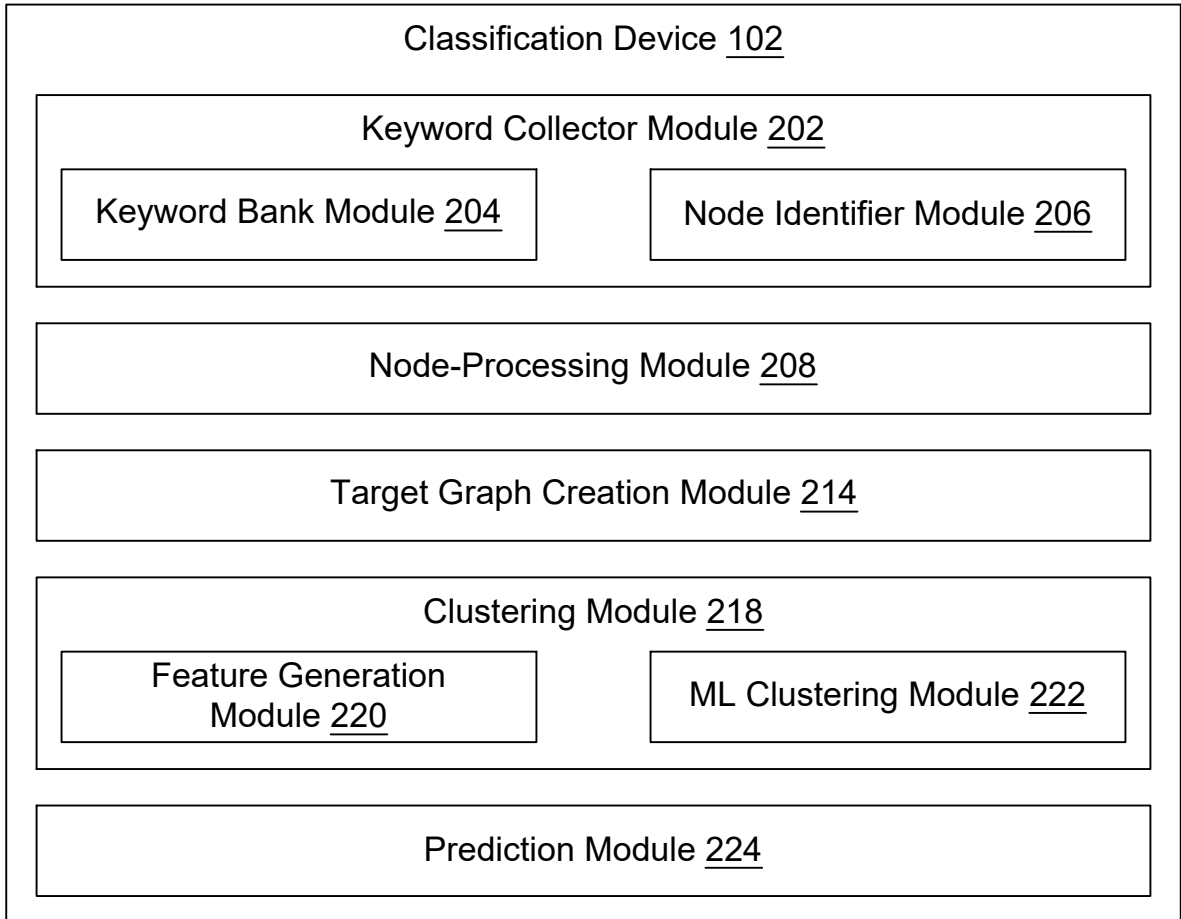 Classification Device 102
Keyword Collector Module 202
Keyword Bank Module 204
Node Identifier Module 206
Node-Processing Module 208
Target Graph Creation Module 214
Clustering Module 218
Feature Generation
Module 220
ML Clustering Module 222
Prediction Module 224